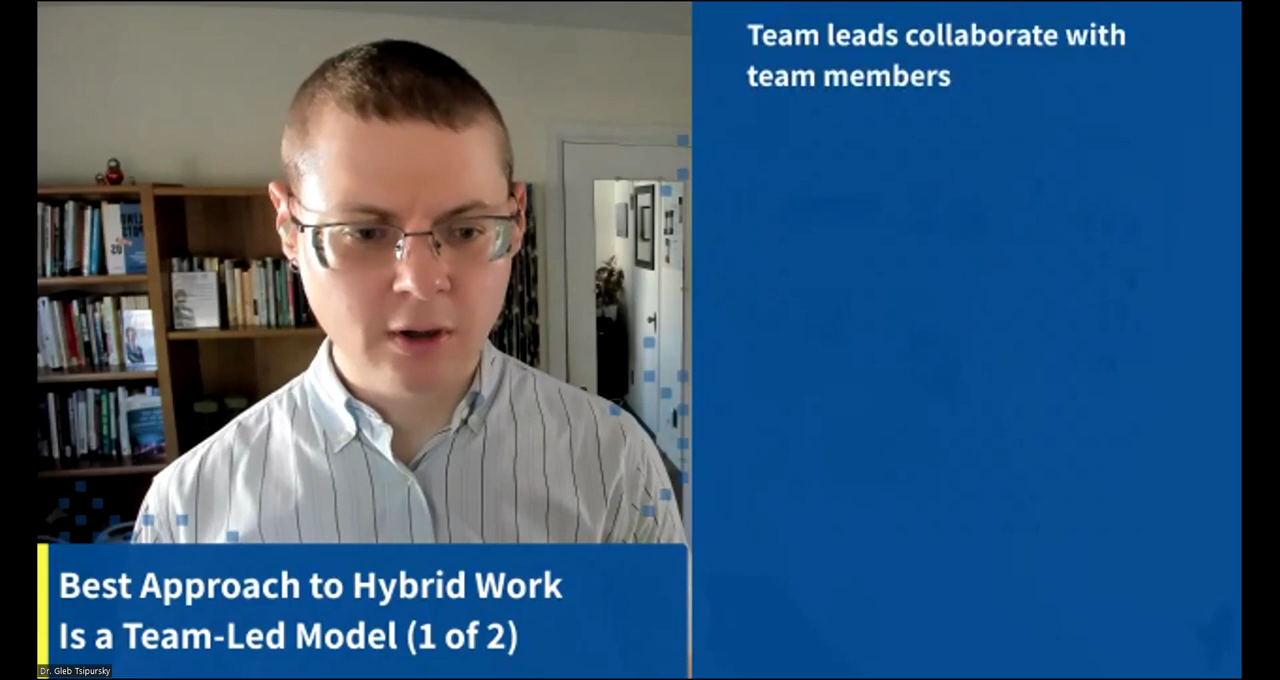 Team leads collaborate with
team members
Best Approach to Hybrid Work
Is a Team-Led Model (1 of 2)
Dr. Gleb Tsipursky